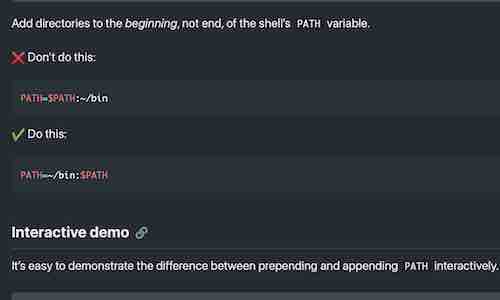 Add directories to the beginning, not end, of the shell's PATH variable.
❌ Don't do this:
PATH=$PATH:~/bin
✔ Do this:
PATH=~/bin:$PATH
Interactive demo 🔗
It's easy to demonstrate the difference between prepending and appending PATH interactively.